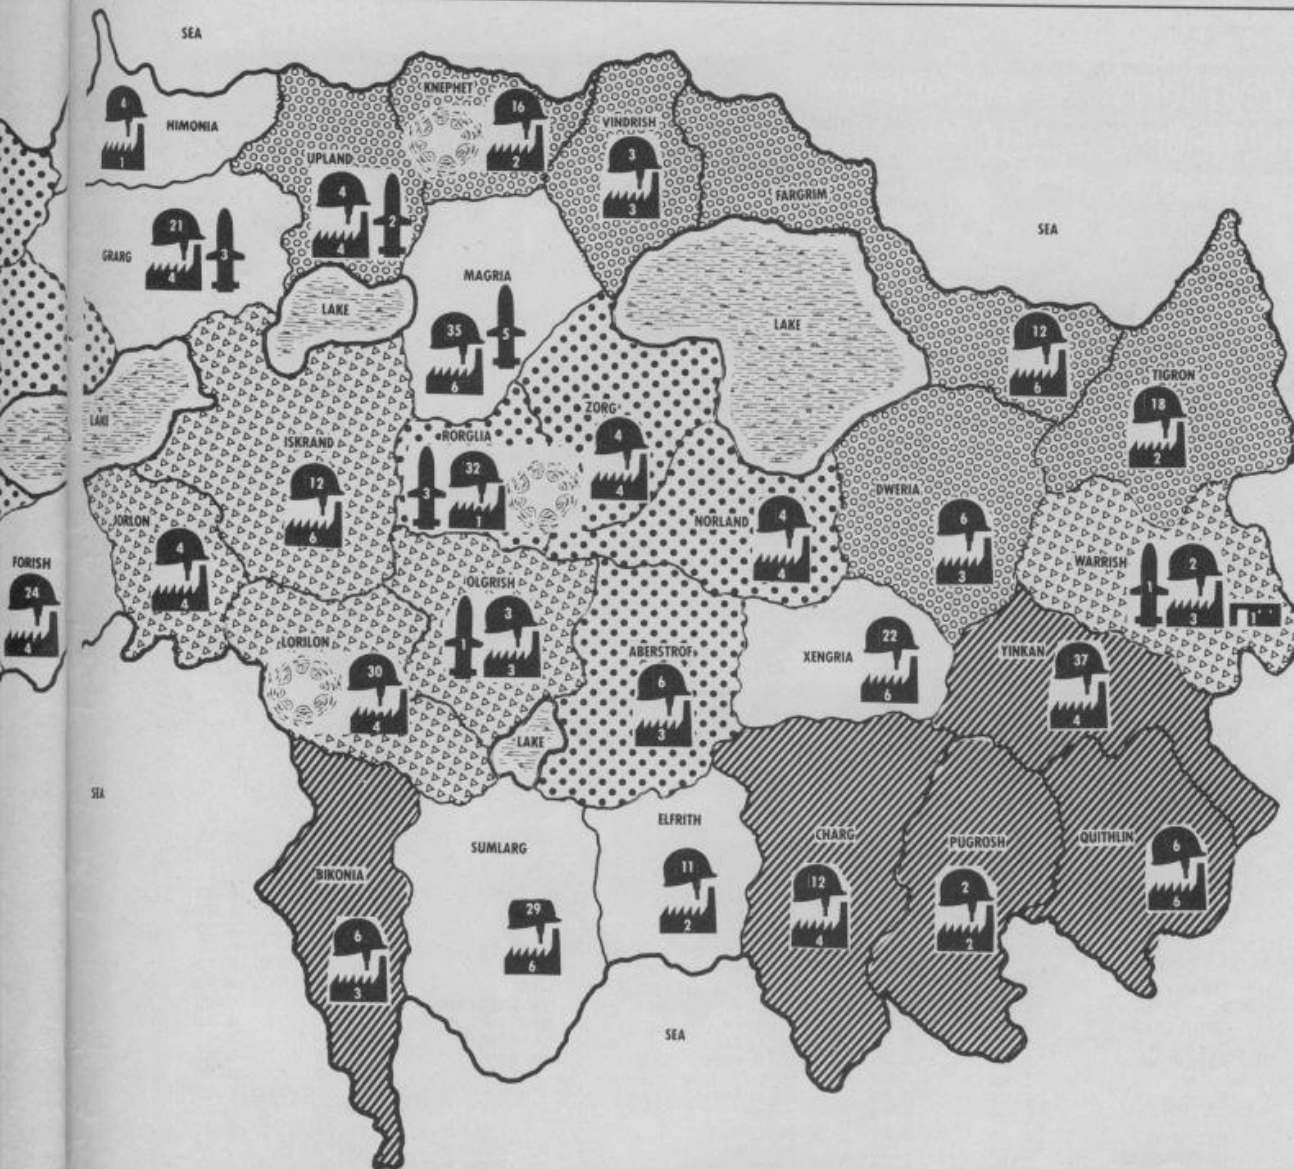 SEA
4
HIMONIA
1
KNEPHET
16
2
VINDRISH
3
3
UPLAND
4
2
4
FARGRIM
SEA
21
GRARG
3
4
MAGRIA
35
5
6
LAKE
LAKE
12
6
TIGRON
18
2
LAKE
ISKRAND
12
6
RORGLIA
3
32
1
ZORG
4
4
NORLAND
4
4
DWERIA
6
3
JORLON
4
4
FORISH
24
4
OLGRISH
1
3
3
WARRISH
1
2
3
1
LORILON
30
4
ABERSTROF
6
3
XENGRIA
22
6
YINKAN
37
4
LAKE
SEA
BIKONIA
6
3
SUMLARG
29
6
ELFRITH
11
2
CHARG
12
4
PUGROSH
2
2
QUITHLIN
6
6
SEA